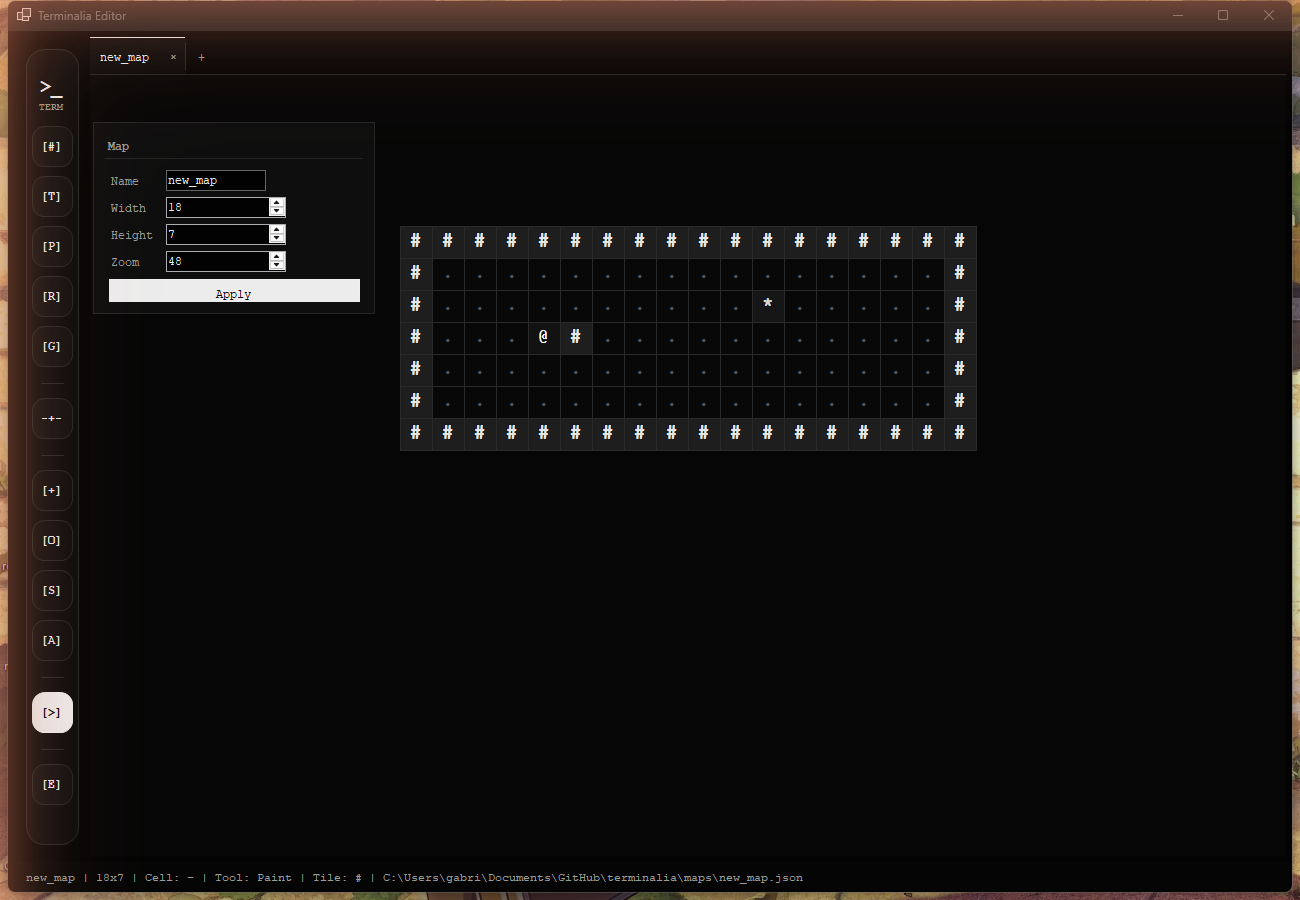 Terminalia Editor
new_map × +
>_
TERM
[#]
[T]
[P]
[R]
[G]
-+-
[+]
[O]
[S]
[A]
[>]
[E]
Map
Name new_map
Width 18
Height 7
Zoom 48
Apply
# # # # # # # # # # # # # # # # # #
# . . . . . . . . . . . . . . . . #
# . . . . . . . . . . * . . . . . #
# . . . @ # . . . . . . . . . . . #
# . . . . . . . . . . . . . . . . #
# . . . . . . . . . . . . . . . . #
# # # # # # # # # # # # # # # # # #
new_map | 18x7 | Cell: - | Tool: Paint | Tile: # | C:\Users\gabri\Documents\GitHub\terminalia\maps\new_map.json